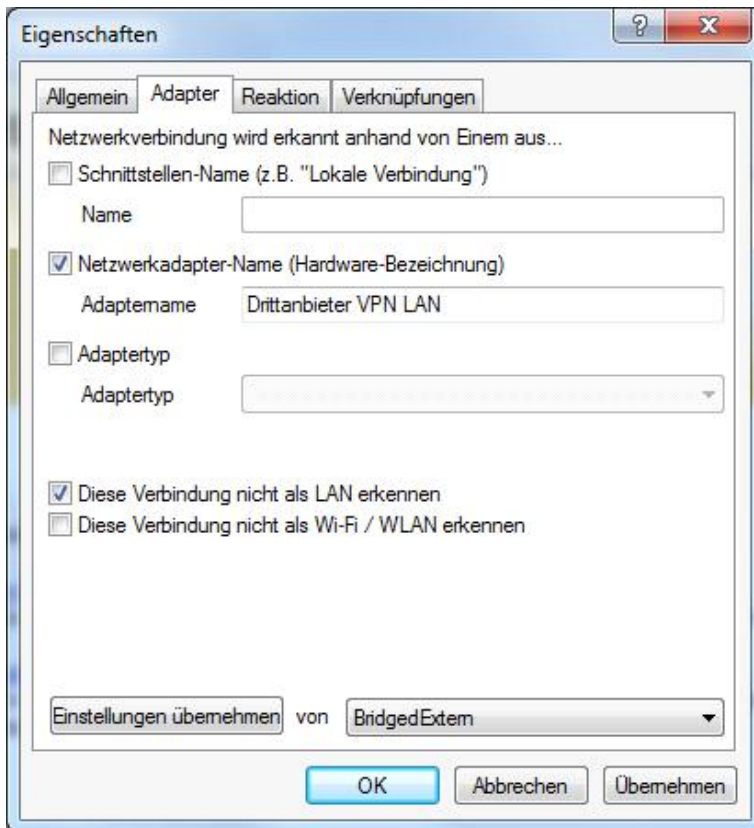 Eigenschaften
Allgemein Adapter Reaktion Verknüpfungen
Netzwerkverbindung wird erkannt anhand von Einem aus...
Schnittstellen-Name (z.B. "Lokale Verbindung")
Name
Netzwerkadapter-Name (Hardware-Bezeichnung)
Adaptername Drittanbieter VPN LAN
Adaptertyp
Adaptertyp
Diese Verbindung nicht als LAN erkennen
Diese Verbindung nicht als Wi-Fi / WLAN erkennen
Einstellungen übernehmen von BridgedExtern
OK Abbrechen Übernehmen